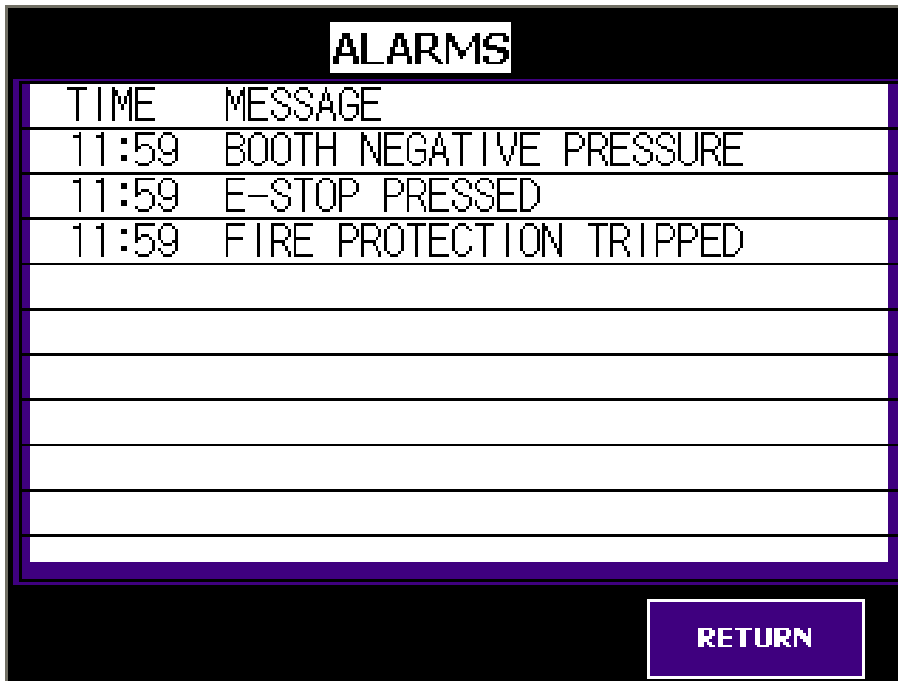 ALARMS
TIME MESSAGE
11:59 BOOTH NEGATIVE PRESSURE
11:59 E-STOP PRESSED
11:59 FIRE PROTECTION TRIPPED
RETURN